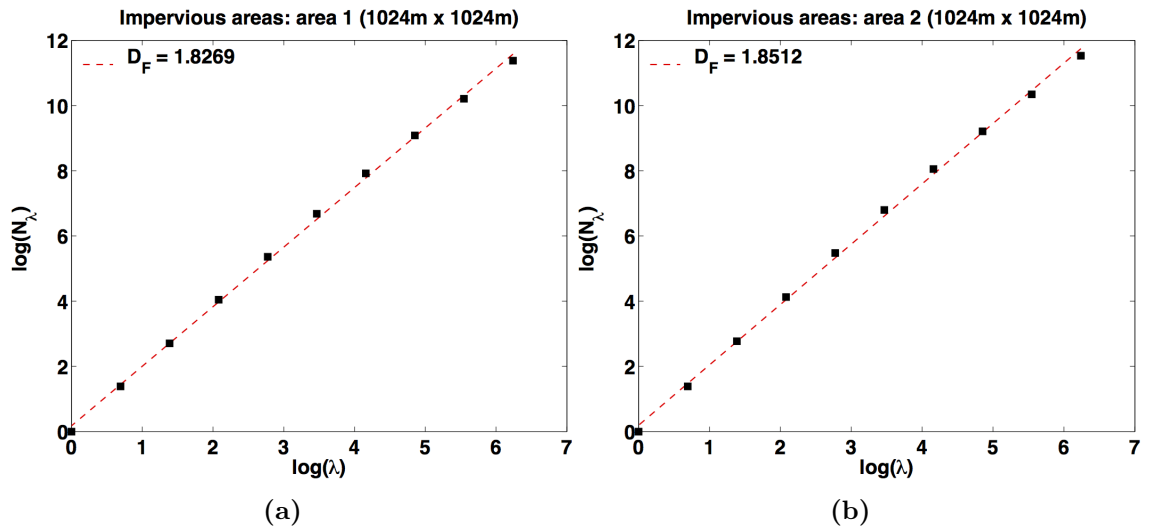 Impervious areas: area 1 (1024m x 1024m)
12
10
8
6
4
2
0
D_F = 1.8269
log(N_λ)
0 1 2 3 4 5 6 7
log(λ)
(a)
Impervious areas: area 2 (1024m x 1024m)
12
10
8
6
4
2
0
D_F = 1.8512
log(N_λ)
0 1 2 3 4 5 6 7
log(λ)
(b)